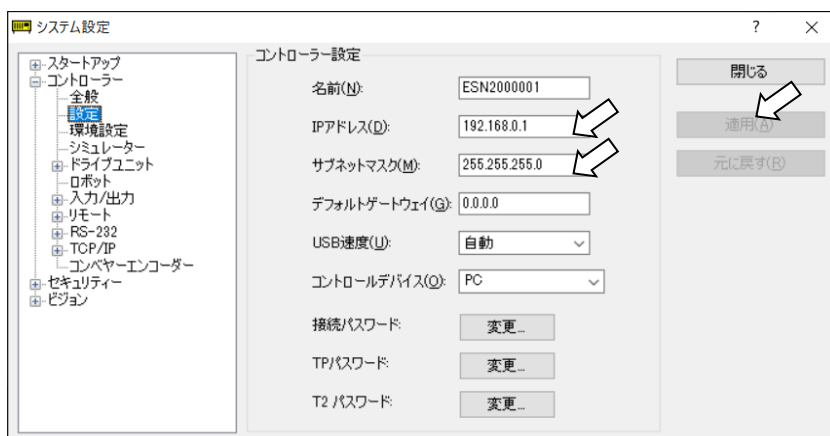 システム設定
? ×
スタートアップ
コントローラー
全般
設定
環境設定
シミュレーター
ドライブユニット
ロボット
入力/出力
リモート
RS-232
TCP/IP
コンベヤーエンコーダー
セキュリティー
ビジョン
コントローラー設定
名前(N): ESN2000001
IPアドレス(D): 192.168.0.1
サブネットマスク(M): 255.255.255.0
デフォルトゲートウェイ(G): 0.0.0.0
USB速度(U): 自動
コントロールデバイス(O): PC
接続パスワード: 変更...
TPパスワード: 変更...
T2 パスワード: 変更...
閉じる
適用(A)
元に戻す(R)